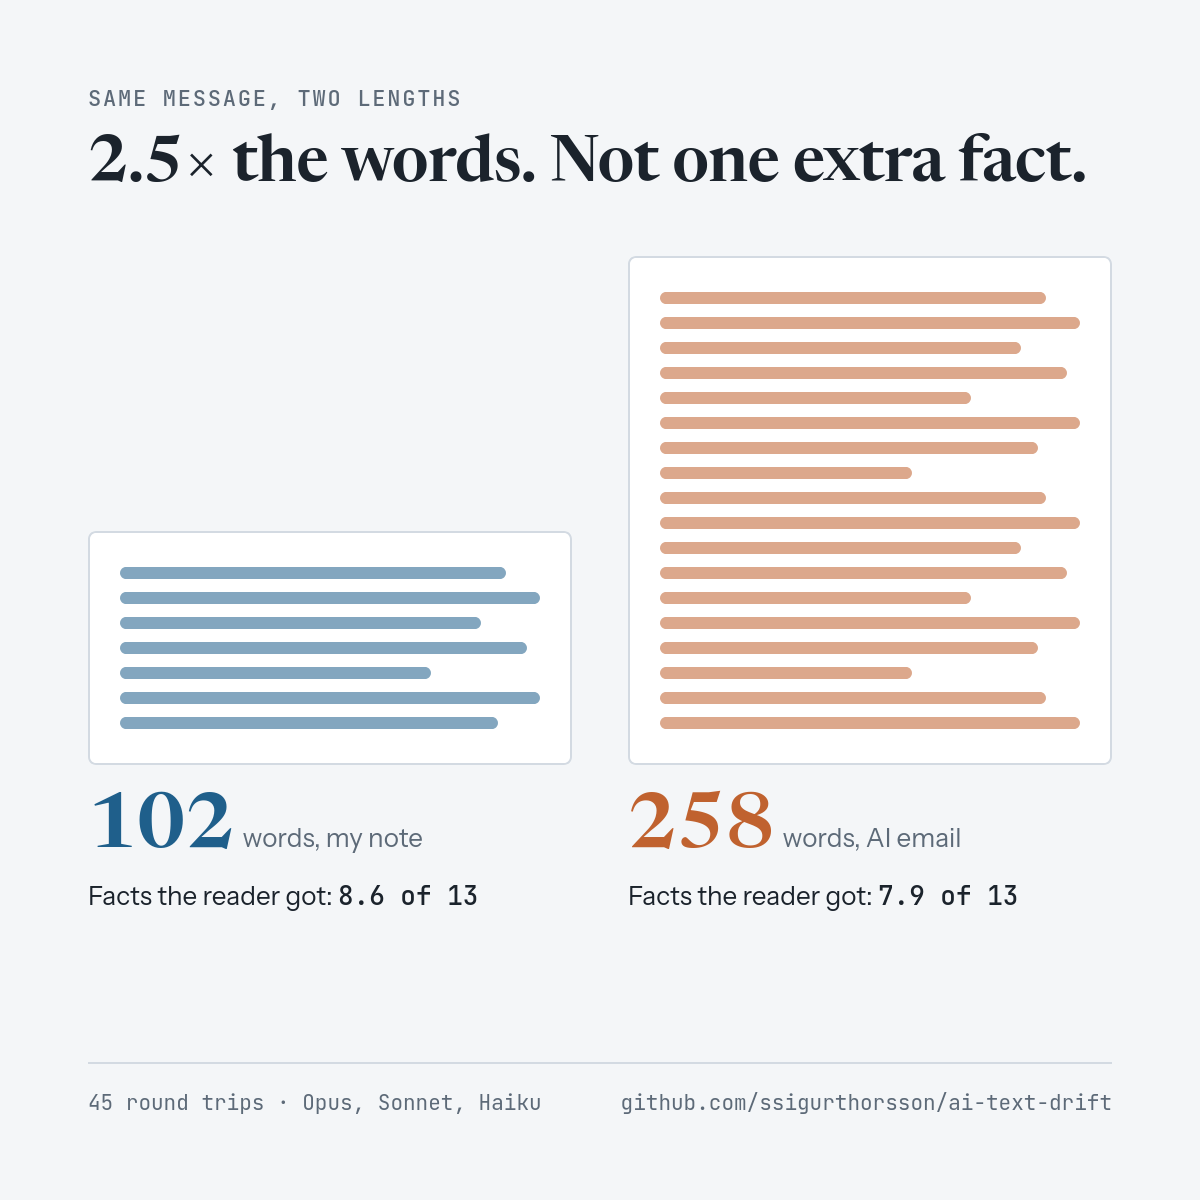 SAME MESSAGE, TWO LENGTHS
2.5× the words. Not one extra fact.
102 words, my note
Facts the reader got: 8.6 of 13
258 words, AI email
Facts the reader got: 7.9 of 13
45 round trips · Opus, Sonnet, Haiku
github.com/ssigurthorsson/ai-text-drift